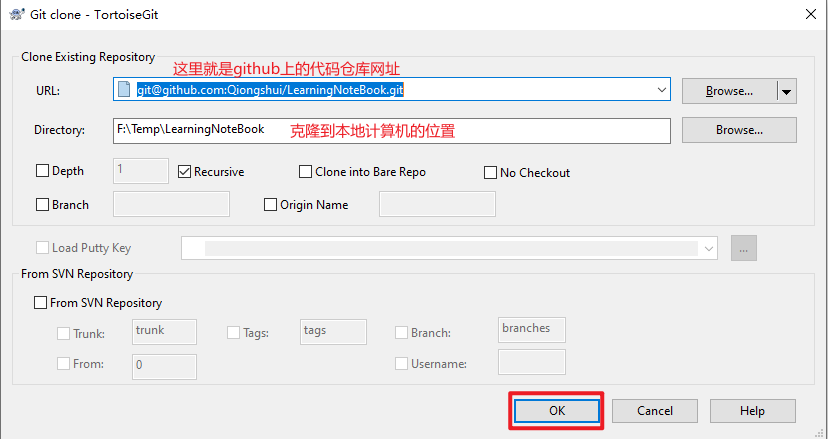 Git clone - TortoiseGit
Clone Existing Repository
这里就是github上的代码仓库网址
URL: git@github.com:Qiongshui/LearningNoteBook.git Browse...
Directory: F:\Temp\LearningNoteBook 克隆到本地计算机的位置 Browse...
Depth 1 Recursive Clone into Bare Repo No Checkout
Branch Origin Name
Load Putty Key ...
From SVN Repository
From SVN Repository
Trunk: trunk Tags: tags Branch: branches
From: 0 Username:
OK Cancel Help